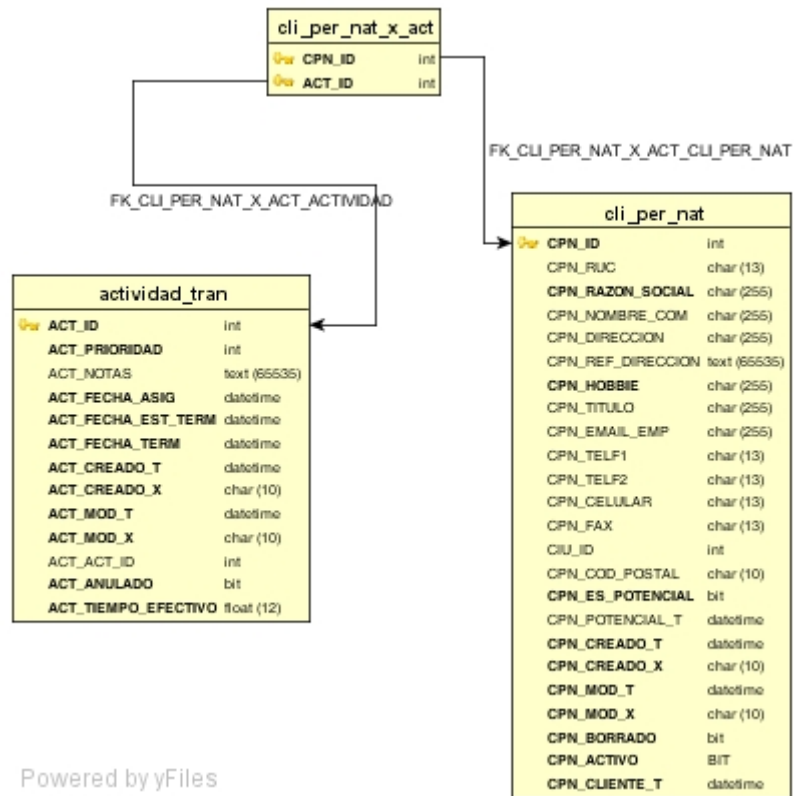 cli_per_nat_x_act
CPN_ID int
ACT_ID int
FK_CLI_PER_NAT_X_ACT_CLI_PER_NAT
FK_CLI_PER_NAT_X_ACT_ACTIVIDAD
actividad_tran
ACT_ID int
ACT_PRIORIDAD int
ACT_NOTAS text (65535)
ACT_FECHA_ASIG datetime
ACT_FECHA_EST_TERM datetime
ACT_FECHA_TERM datetime
ACT_CREADO_T datetime
ACT_CREADO_X char (10)
ACT_MOD_T datetime
ACT_MOD_X char (10)
ACT_ACT_ID int
ACT_ANULADO bit
ACT_TIEMPO_EFECTIVO float (12)
cli_per_nat
CPN_ID int
CPN_RUC char (13)
CPN_RAZON_SOCIAL char (255)
CPN_NOMBRE_COM char (255)
CPN_DIRECCION char (255)
CPN_REF_DIRECCION text (65535)
CPN_HOBBIE char (255)
CPN_TITULO char (255)
CPN_EMAIL_EMP char (255)
CPN_TELF1 char (13)
CPN_TELF2 char (13)
CPN_CELULAR char (13)
CPN_FAX char (13)
CIU_ID int
CPN_COD_POSTAL char (10)
CPN_ES_POTENCIAL bit
CPN_POTENCIAL_T datetime
CPN_CREADO_T datetime
CPN_CREADO_X char (10)
CPN_MOD_T datetime
CPN_MOD_X char (10)
CPN_BORRADO bit
CPN_ACTIVO BIT
CPN_CLIENTE_T datetime
Powered by yFiles